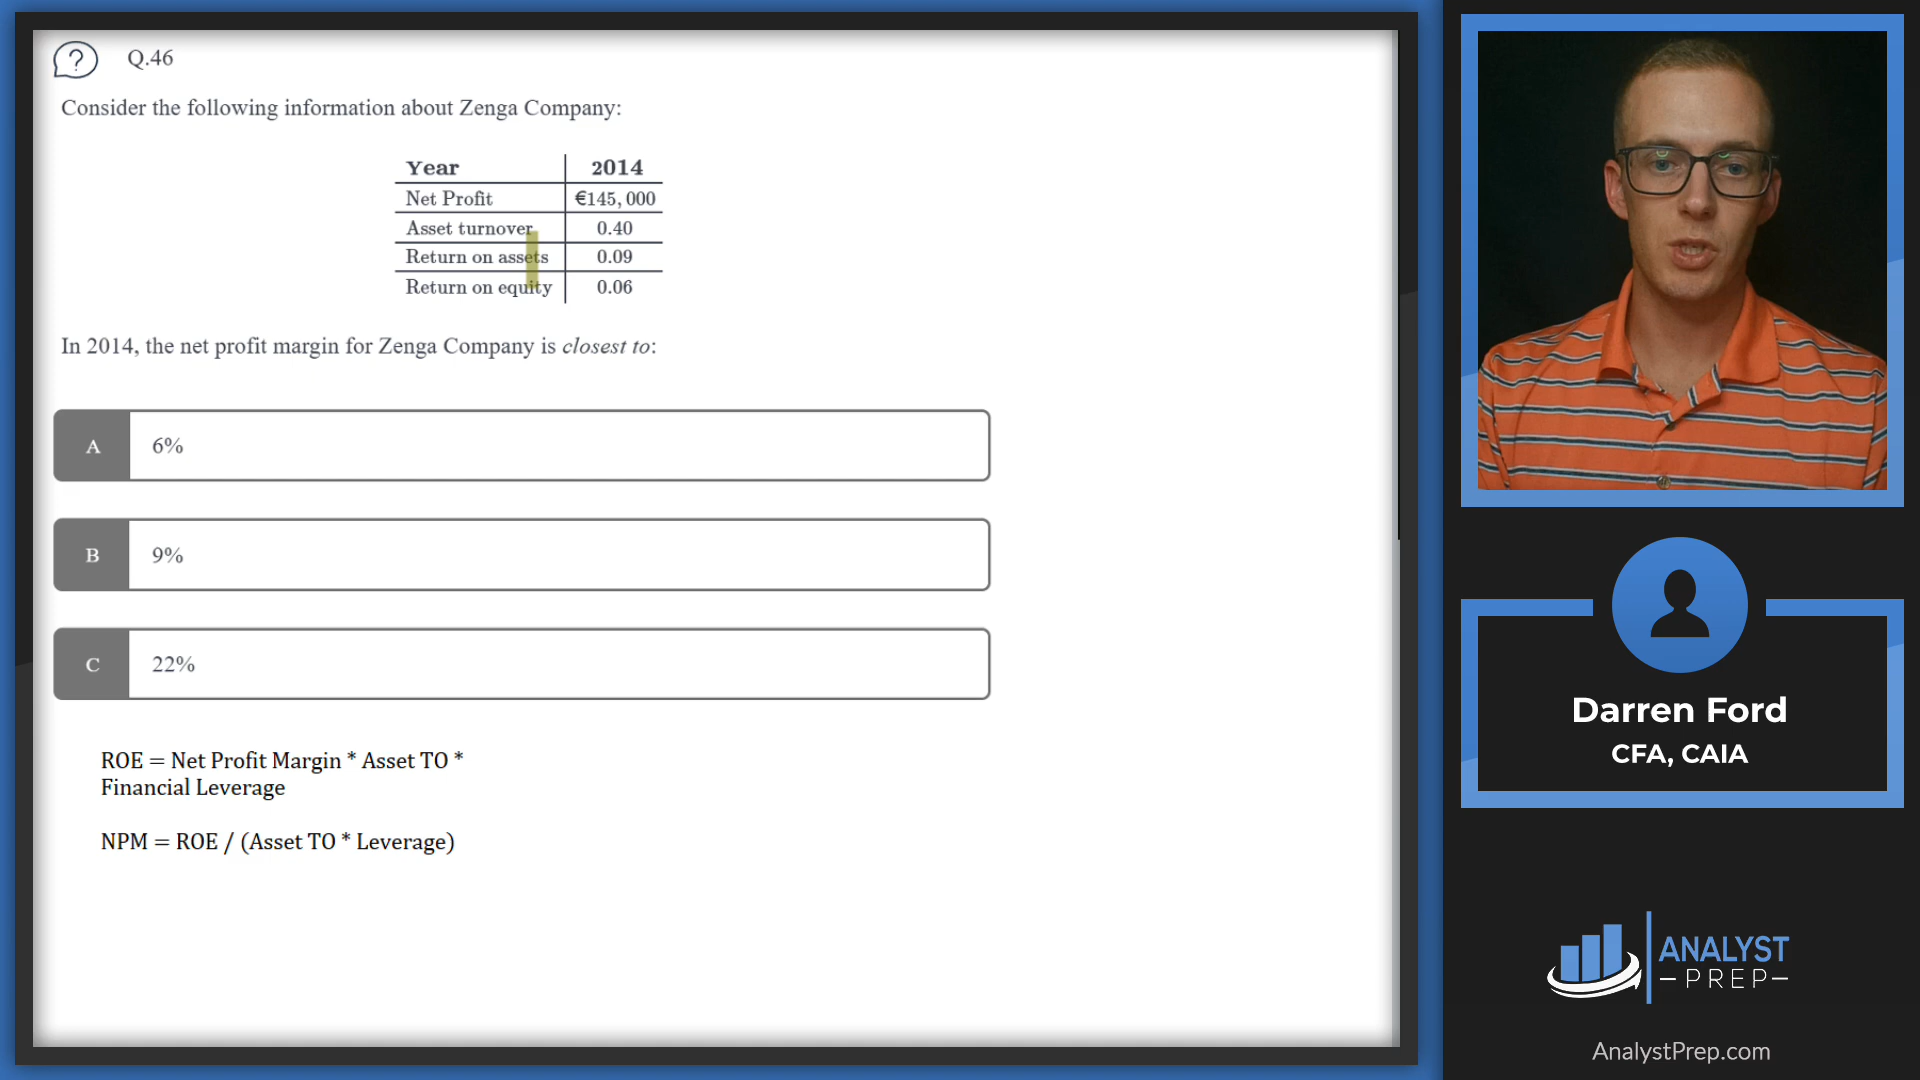 ? Q.46
Consider the following information about Zenga Company:
Year 2014
Net Profit €145, 000
Asset turnover 0.40
Return on assets 0.09
Return on equity 0.06
In 2014, the net profit margin for Zenga Company is closest to:
A 6%
B 9%
C 22%
ROE = Net Profit Margin * Asset TO *
Financial Leverage
NPM = ROE / (Asset TO * Leverage)
Darren Ford
CFA, CAIA
ANALYST
PREP
AnalystPrep.com